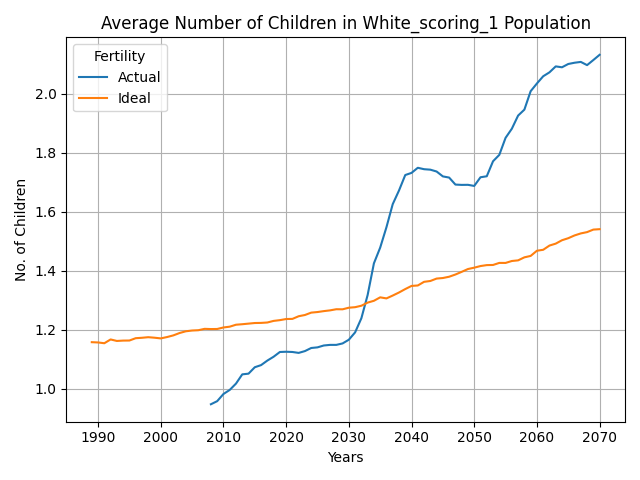 Average Number of Children in White_scoring_1 Population
Fertility
Actual
Ideal
No. of Children
2.0
1.8
1.6
1.4
1.2
1.0
1990 2000 2010 2020 2030 2040 2050 2060 2070
Years